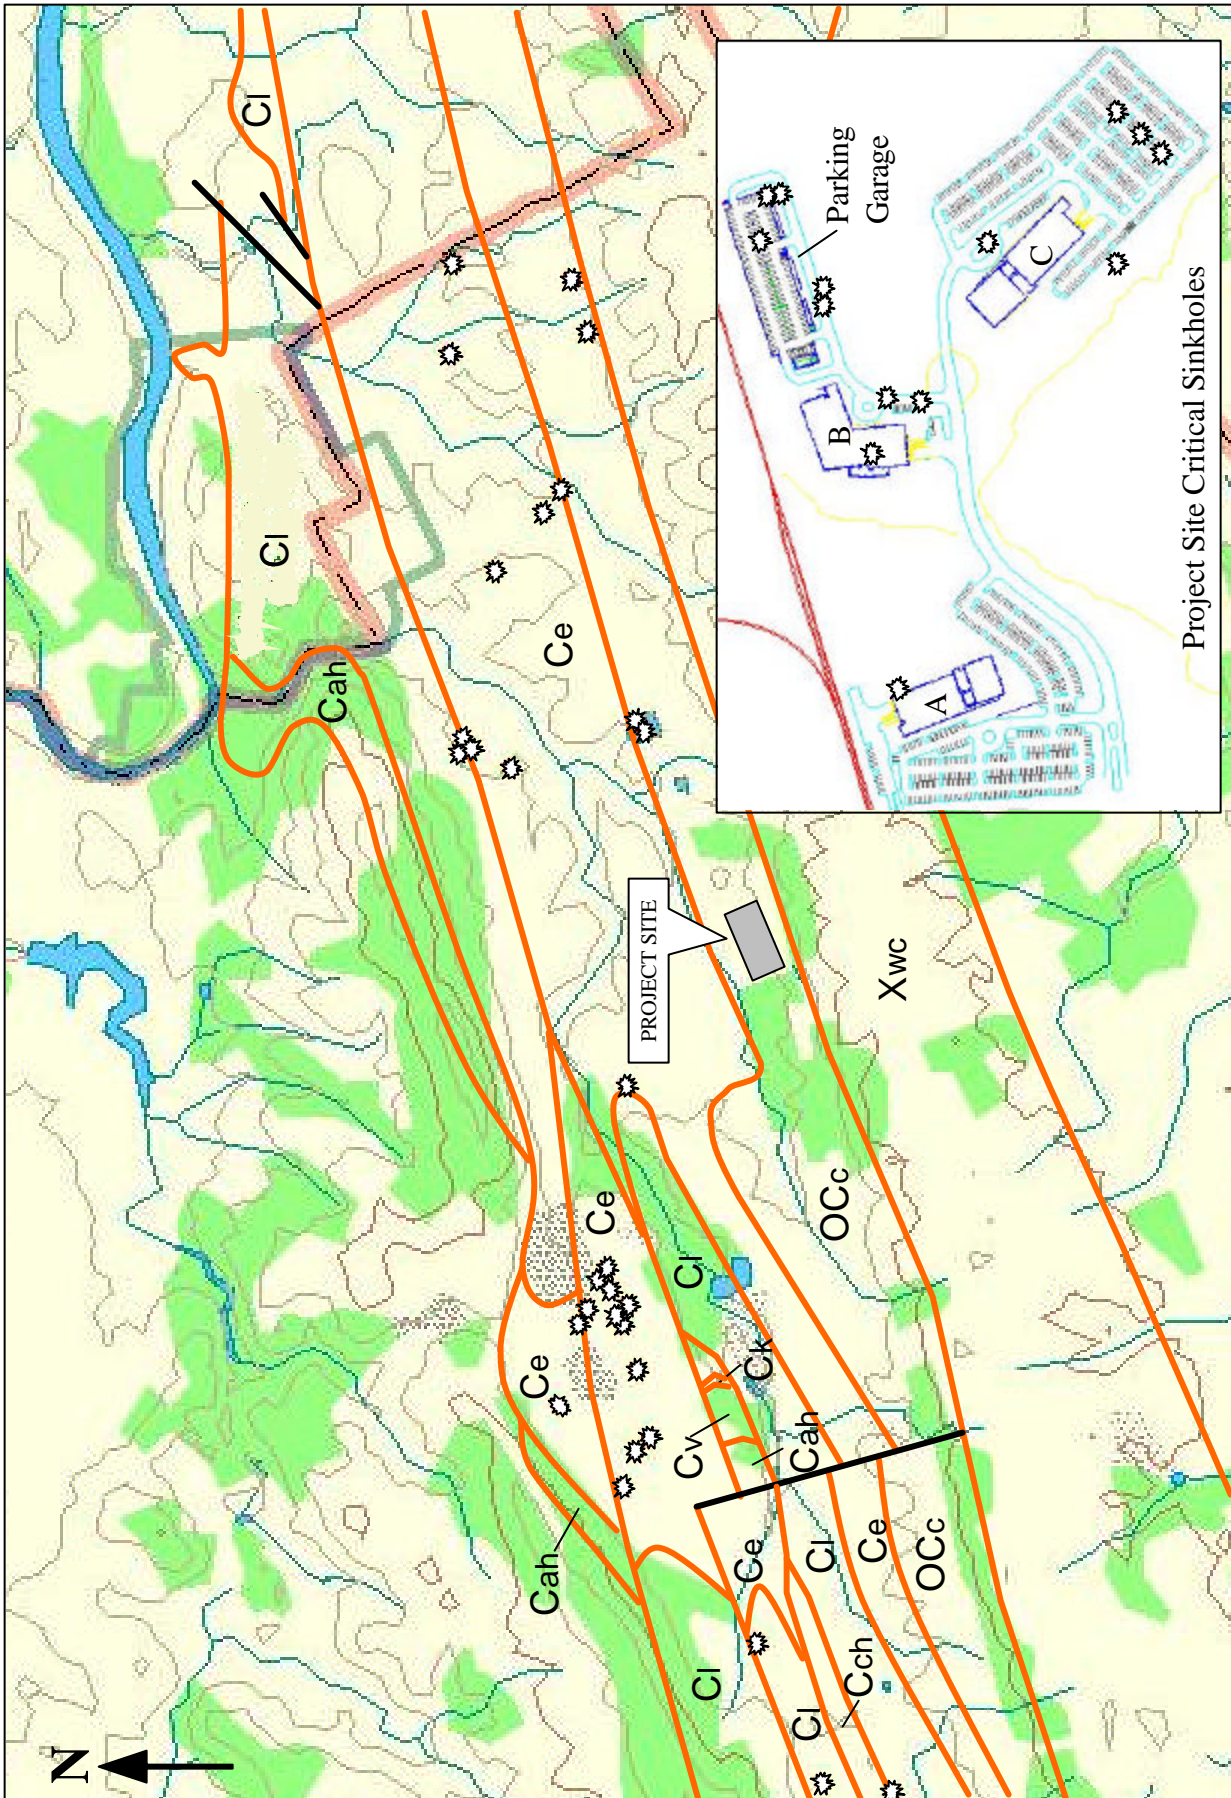 N
Cl
Cl
Cah
Ce
Ce
Ce
Cl
Ck
Cv
Cah
Cah
OCc
Xwc
Ce
Cl
Ce
OCc
Cl
Cl
Cch
PROJECT SITE
A
B
C
Parking
Garage
Project Site Critical Sinkholes